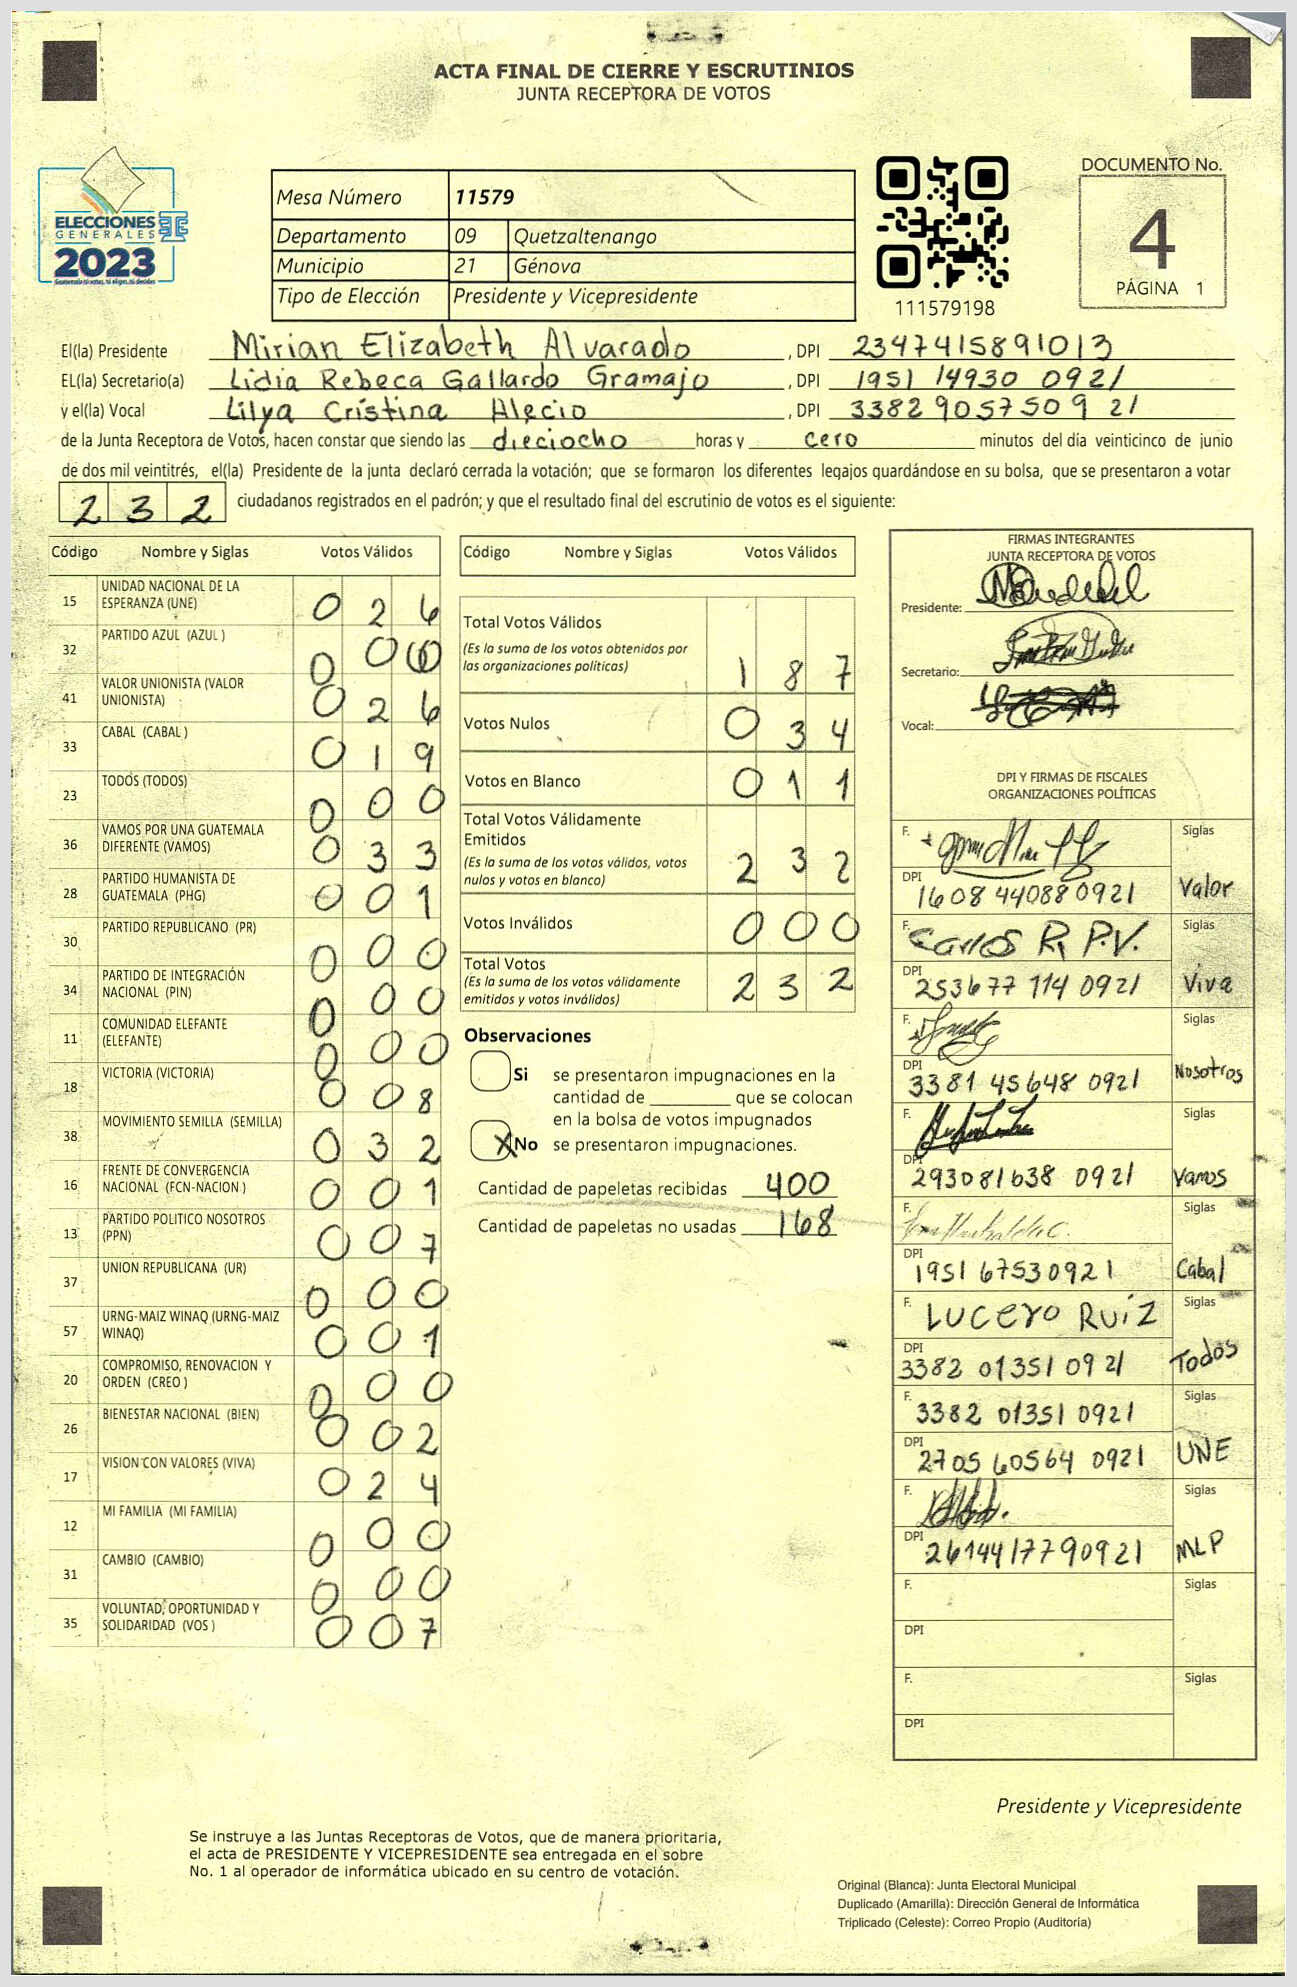 ACTA FINAL DE CIERRE Y ESCRUTINIOS
JUNTA RECEPTORA DE VOTOS
ELECCIONES
GENERALES
2023
Mesa Número 11579
Departamento 09 Quetzaltenango
Municipio 21 Génova
Tipo de Elección Presidente y Vicepresidente
111579198
DOCUMENTO No.
4
PÁGINA 1
El(la) Presidente Mirian Elizabeth Alvarado , DPI 2347415891013
EL(la) Secretario(a) Lidia Rebeca Gallardo Gramajo , DPI 1951 14930 0921
y el(la) Vocal Lilya Cristina Alecio , DPI 3382905750921
de la Junta Receptora de Votos, hacen constar que siendo las dieciocho horas y cero minutos del día veinticinco de junio
de dos mil veintitrés, el(la) Presidente de la junta declaró cerrada la votación; que se formaron los diferentes legajos guardándose en su bolsa, que se presentaron a votar
232 ciudadanos registrados en el padrón; y que el resultado final del escrutinio de votos es el siguiente:
Código Nombre y Siglas Votos Válidos
15 UNIDAD NACIONAL DE LA ESPERANZA (UNE) 0 2 6
32 PARTIDO AZUL (AZUL ) 0 0 0
41 VALOR UNIONISTA (VALOR UNIONISTA) 0 2 6
33 CABAL (CABAL ) 0 1 9
23 TODOS (TODOS) 0 0 0
36 VAMOS POR UNA GUATEMALA DIFERENTE (VAMOS) 0 3 3
28 PARTIDO HUMANISTA DE GUATEMALA (PHG) 0 0 1
30 PARTIDO REPUBLICANO (PR) 0 0 0
34 PARTIDO DE INTEGRACIÓN NACIONAL (PIN) 0 0 0
11 COMUNIDAD ELEFANTE (ELEFANTE) 0 0 0
18 VICTORIA (VICTORIA) 0 0 8
38 MOVIMIENTO SEMILLA (SEMILLA) 0 3 2
16 FRENTE DE CONVERGENCIA NACIONAL (FCN-NACION ) 0 0 1
13 PARTIDO POLITICO NOSOTROS (PPN) 0 0 7
37 UNION REPUBLICANA (UR) 0 0 0
57 URNG-MAIZ WINAQ (URNG-MAIZ WINAQ) 0 0 1
20 COMPROMISO, RENOVACION Y ORDEN (CREO ) 0 0 0
26 BIENESTAR NACIONAL (BIEN) 0 0 2
17 VISION CON VALORES (VIVA) 0 2 4
12 MI FAMILIA (MI FAMILIA) 0 0 0
31 CAMBIO (CAMBIO) 0 0 0
35 VOLUNTAD, OPORTUNIDAD Y SOLIDARIDAD (VOS ) 0 0 7
Código Nombre y Siglas Votos Válidos
Total Votos Válidos
(Es la suma de los votos obtenidos por
las organizaciones políticas) 1 8 7
Votos Nulos 0 3 4
Votos en Blanco 0 1 1
Total Votos Válidamente
Emitidos
(Es la suma de los votos válidos, votos
nulos y votos en blanco) 2 3 2
Votos Inválidos 0 0 0
Total Votos
(Es la suma de los votos válidamente
emitidos y votos inválidos) 2 3 2
Observaciones
Si se presentaron impugnaciones en la
cantidad de ________ que se colocan
en la bolsa de votos impugnados
X No se presentaron impugnaciones.
Cantidad de papeletas recibidas 400
Cantidad de papeletas no usadas 168
FIRMAS INTEGRANTES
JUNTA RECEPTORA DE VOTOS
Presidente:
Secretario:
Vocal:
DPI Y FIRMAS DE FISCALES
ORGANIZACIONES POLÍTICAS
F. Siglas
DPI 1608 44088 0921 Valor
F. Carlos R. P.V. Siglas
DPI 253677 114 0921 Viva
F. Siglas
DPI 3381 45648 0921 Nosotros
F. Siglas
DPI 293081638 0921 Vamos
F. Siglas
DPI 1951 67530921 Cabal
F. Lucero Ruiz Siglas
DPI 3382 01351 0921 Todos
F. 3382 01351 0921 Siglas
DPI 2705 60564 0921 UNE
F. Siglas
DPI 2614417790921 MLP
F. Siglas
DPI
F. Siglas
DPI
Presidente y Vicepresidente
Se instruye a las Juntas Receptoras de Votos, que de manera prioritaria,
el acta de PRESIDENTE Y VICEPRESIDENTE sea entregada en el sobre
No. 1 al operador de informática ubicado en su centro de votación.
Original (Blanca): Junta Electoral Municipal
Duplicado (Amarilla): Dirección General de Informática
Triplicado (Celeste): Correo Propio (Auditoría)